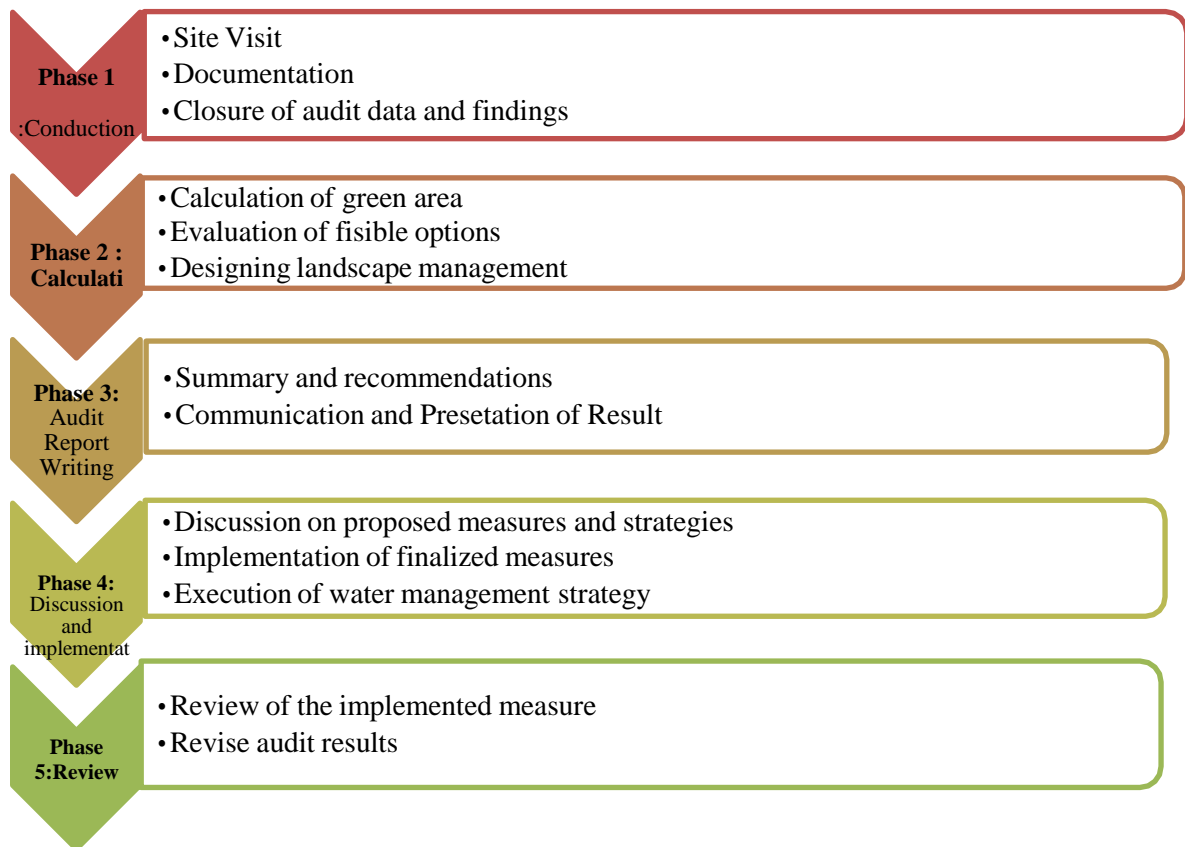 Phase 1
:Conduction
•Site Visit
•Documentation
•Closure of audit data and findings
Phase 2 :
Calculati
•Calculation of green area
•Evaluation of fisible options
•Designing landscape management
Phase 3:
Audit
Report
Writing
•Summary and recommendations
•Communication and Presetation of Result
Phase 4:
Discussion
and
implementat
•Discussion on proposed measures and strategies
•Implementation of finalized measures
•Execution of water management strategy
Phase
5:Review
•Review of the implemented measure
•Revise audit results